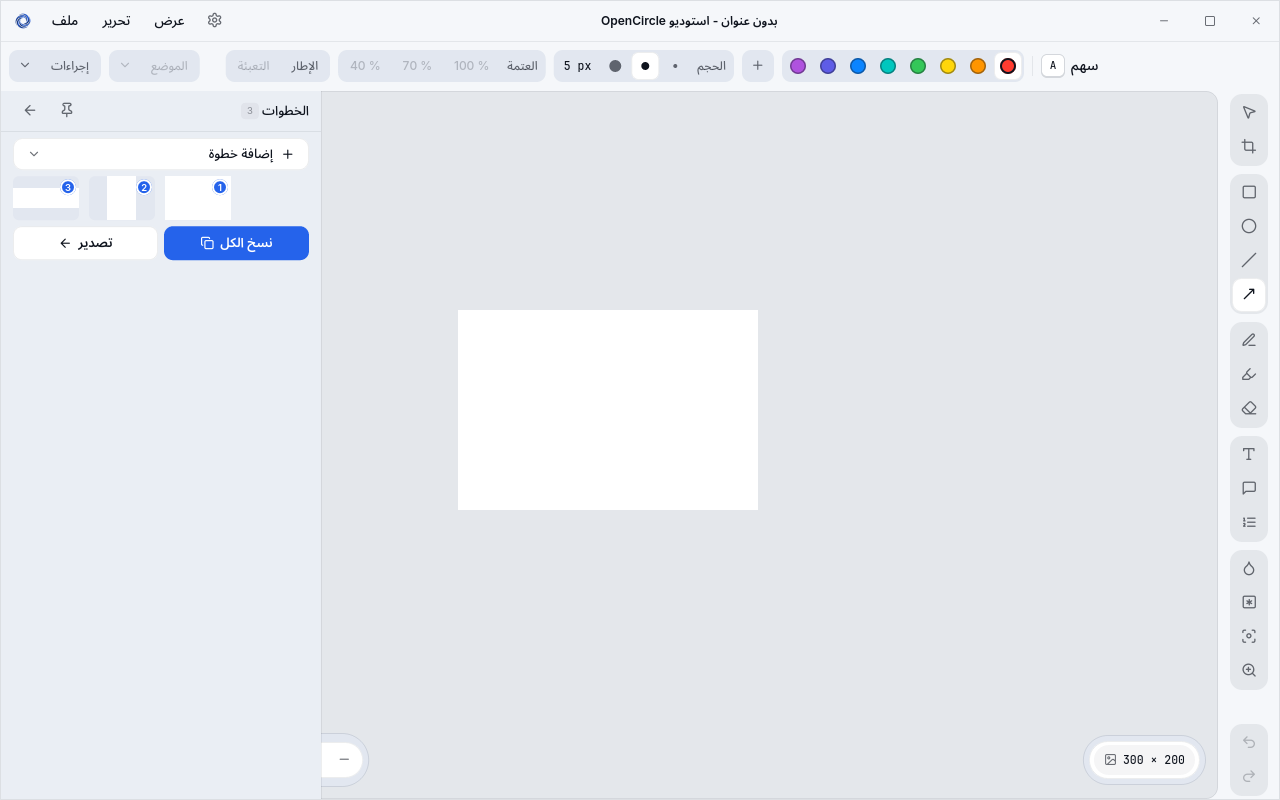 بدون عنوان - استوديو OpenCircle
عرض
تحرير
ملف
سهم
A
الحجم
5 px
العتمة
100 %
70 %
40 %
الإطار
التعبئة
الموضع
إجراءات
الخطوات 3
إضافة خطوة
1
2
3
نسخ الكل
تصدير
300 × 200